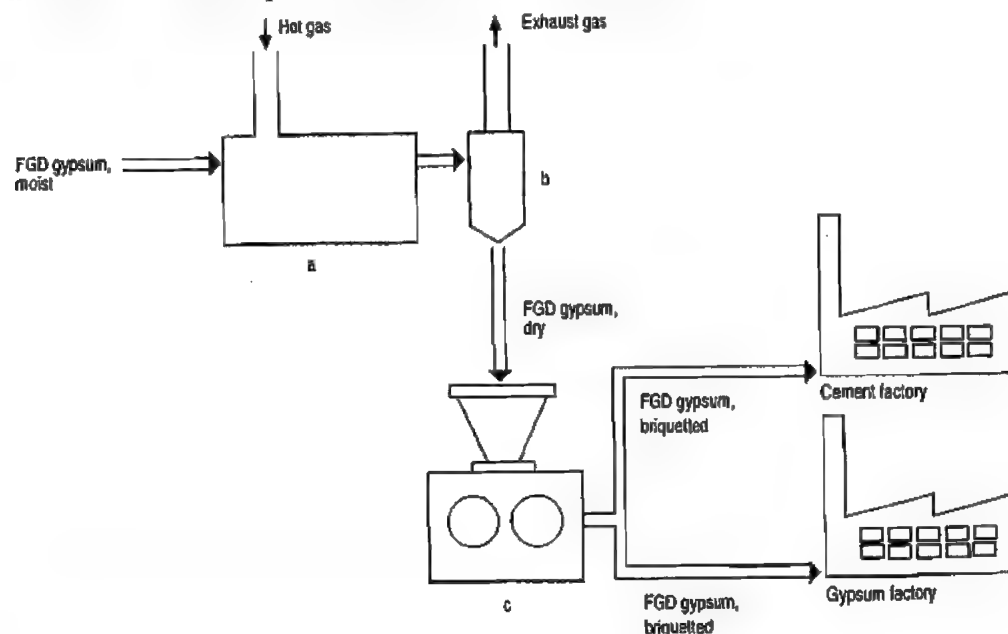 Hot gas
Exhaust gas
FGD gypsum,
moist
b
a
FGD gypsum,
dry
Cement factory
FGD gypsum,
briquetted
Gypsum factory
c
FGD gypsum,
briquetted